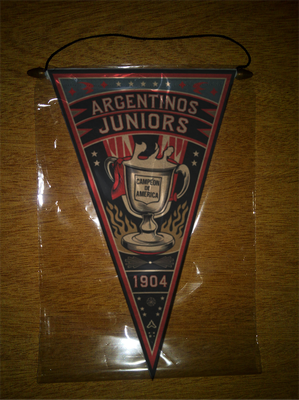 ARGENTINOS
JUNIORS
CAMPEON
DE
AMERICA
1904